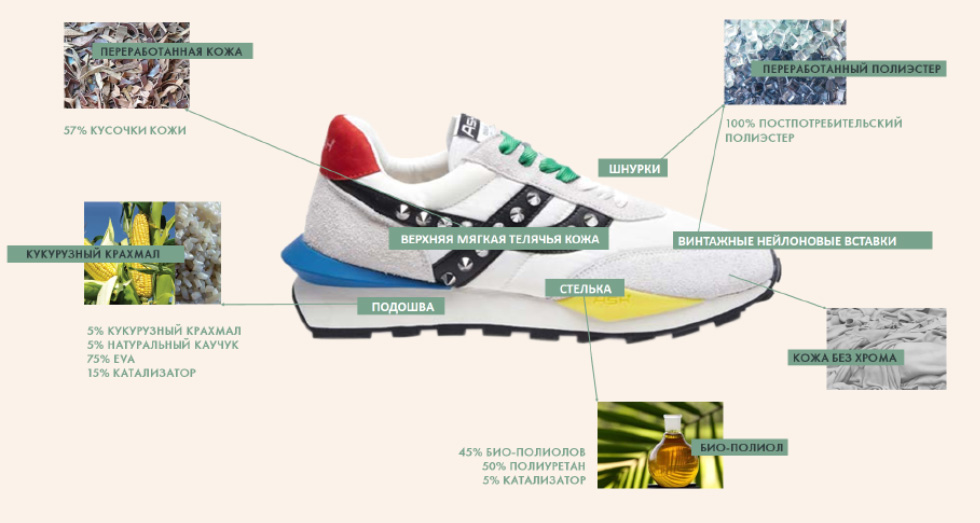 ПЕРЕРАБОТАННАЯ КОЖА
57% КУСОЧКИ КОЖИ
ПЕРЕРАБОТАННЫЙ ПОЛИЭСТЕР
100% ПОСТПОТРЕБИТЕЛЬСКИЙ
ПОЛИЭСТЕР
ASH
ШНУРКИ
ВЕРХНЯЯ МЯГКАЯ ТЕЛЯЧЬЯ КОЖА
ВИНТАЖНЫЕ НЕЙЛОНОВЫЕ ВСТАВКИ
КУКУРУЗНЫЙ КРАХМАЛ
СТЕЛЬКА
ASH
ПОДОШВА
5% КУКУРУЗНЫЙ КРАХМАЛ
5% НАТУРАЛЬНЫЙ КАУЧУК
75% EVA
15% КАТАЛИЗАТОР
КОЖА БЕЗ ХРОМА
БИО-ПОЛИОЛ
45% БИО-ПОЛИОЛОВ
50% ПОЛИУРЕТАН
5% КАТАЛИЗАТОР